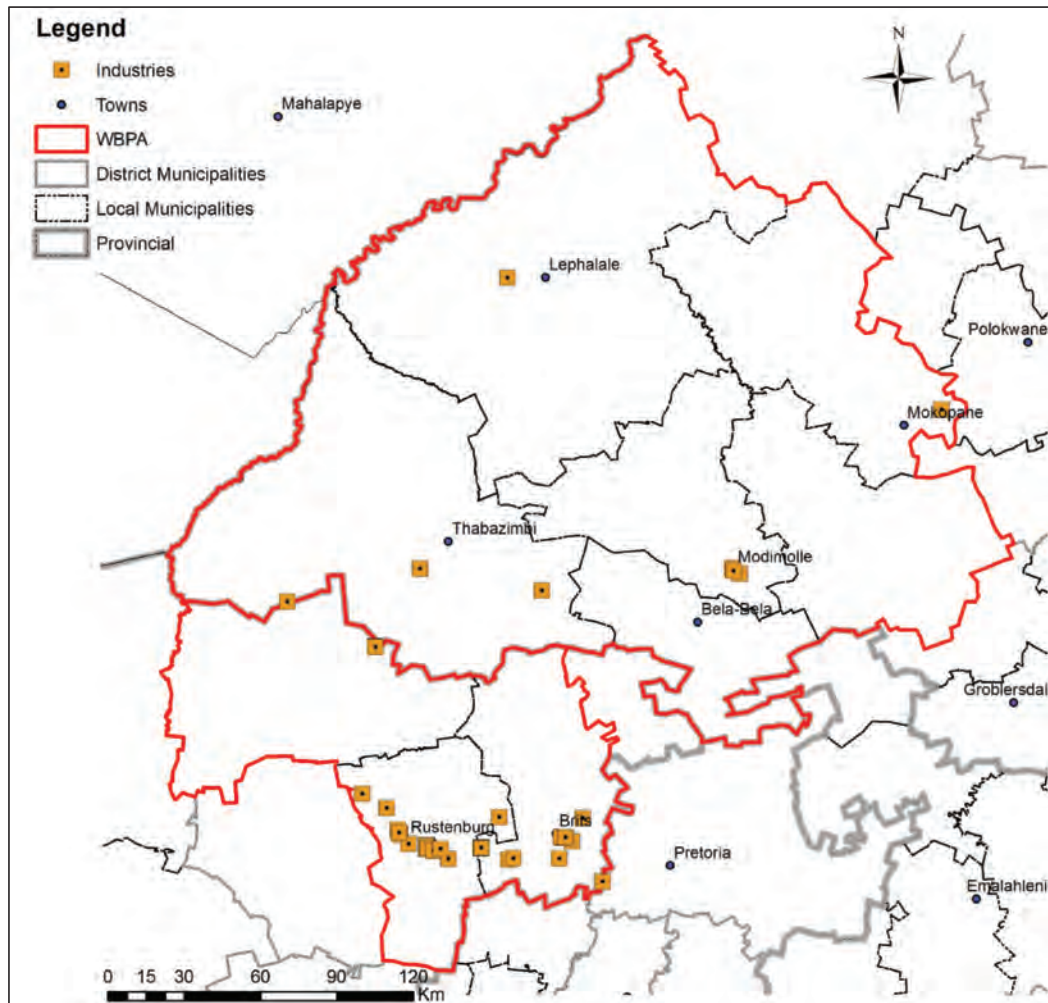 Legend
Industries
Towns
WBPA
District Municipalities
Local Municipalities
Provincial
N
Mahalapye
Lephalale
Polokwane
Mokopane
Thabazimbi
Modimolle
Bela-Bela
Groblersdal
Rustenburg
Brits
Pretoria
Emalahleni
0 15 30 60 90 120
Km